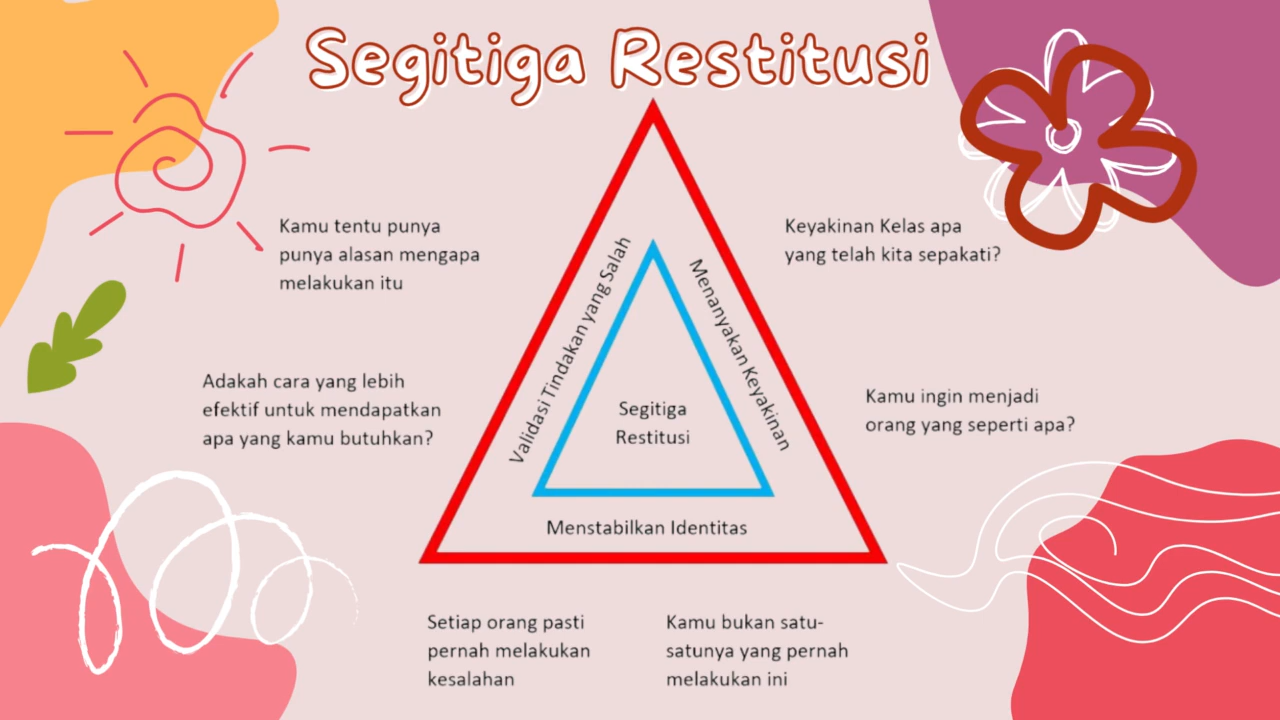 Segitiga Restitusi
Kamu tentu punya
punya alasan mengapa
melakukan itu
Keyakinan Kelas apa
yang telah kita sepakati?
Validasi Tindakan yang Salah
Menanyakan Keyakinan
Adakah cara yang lebih
efektif untuk mendapatkan
apa yang kamu butuhkan?
Segitiga
Restitusi
Kamu ingin menjadi
orang yang seperti apa?
Menstabilkan Identitas
Setiap orang pasti
pernah melakukan
kesalahan
Kamu bukan satu-
satunya yang pernah
melakukan ini